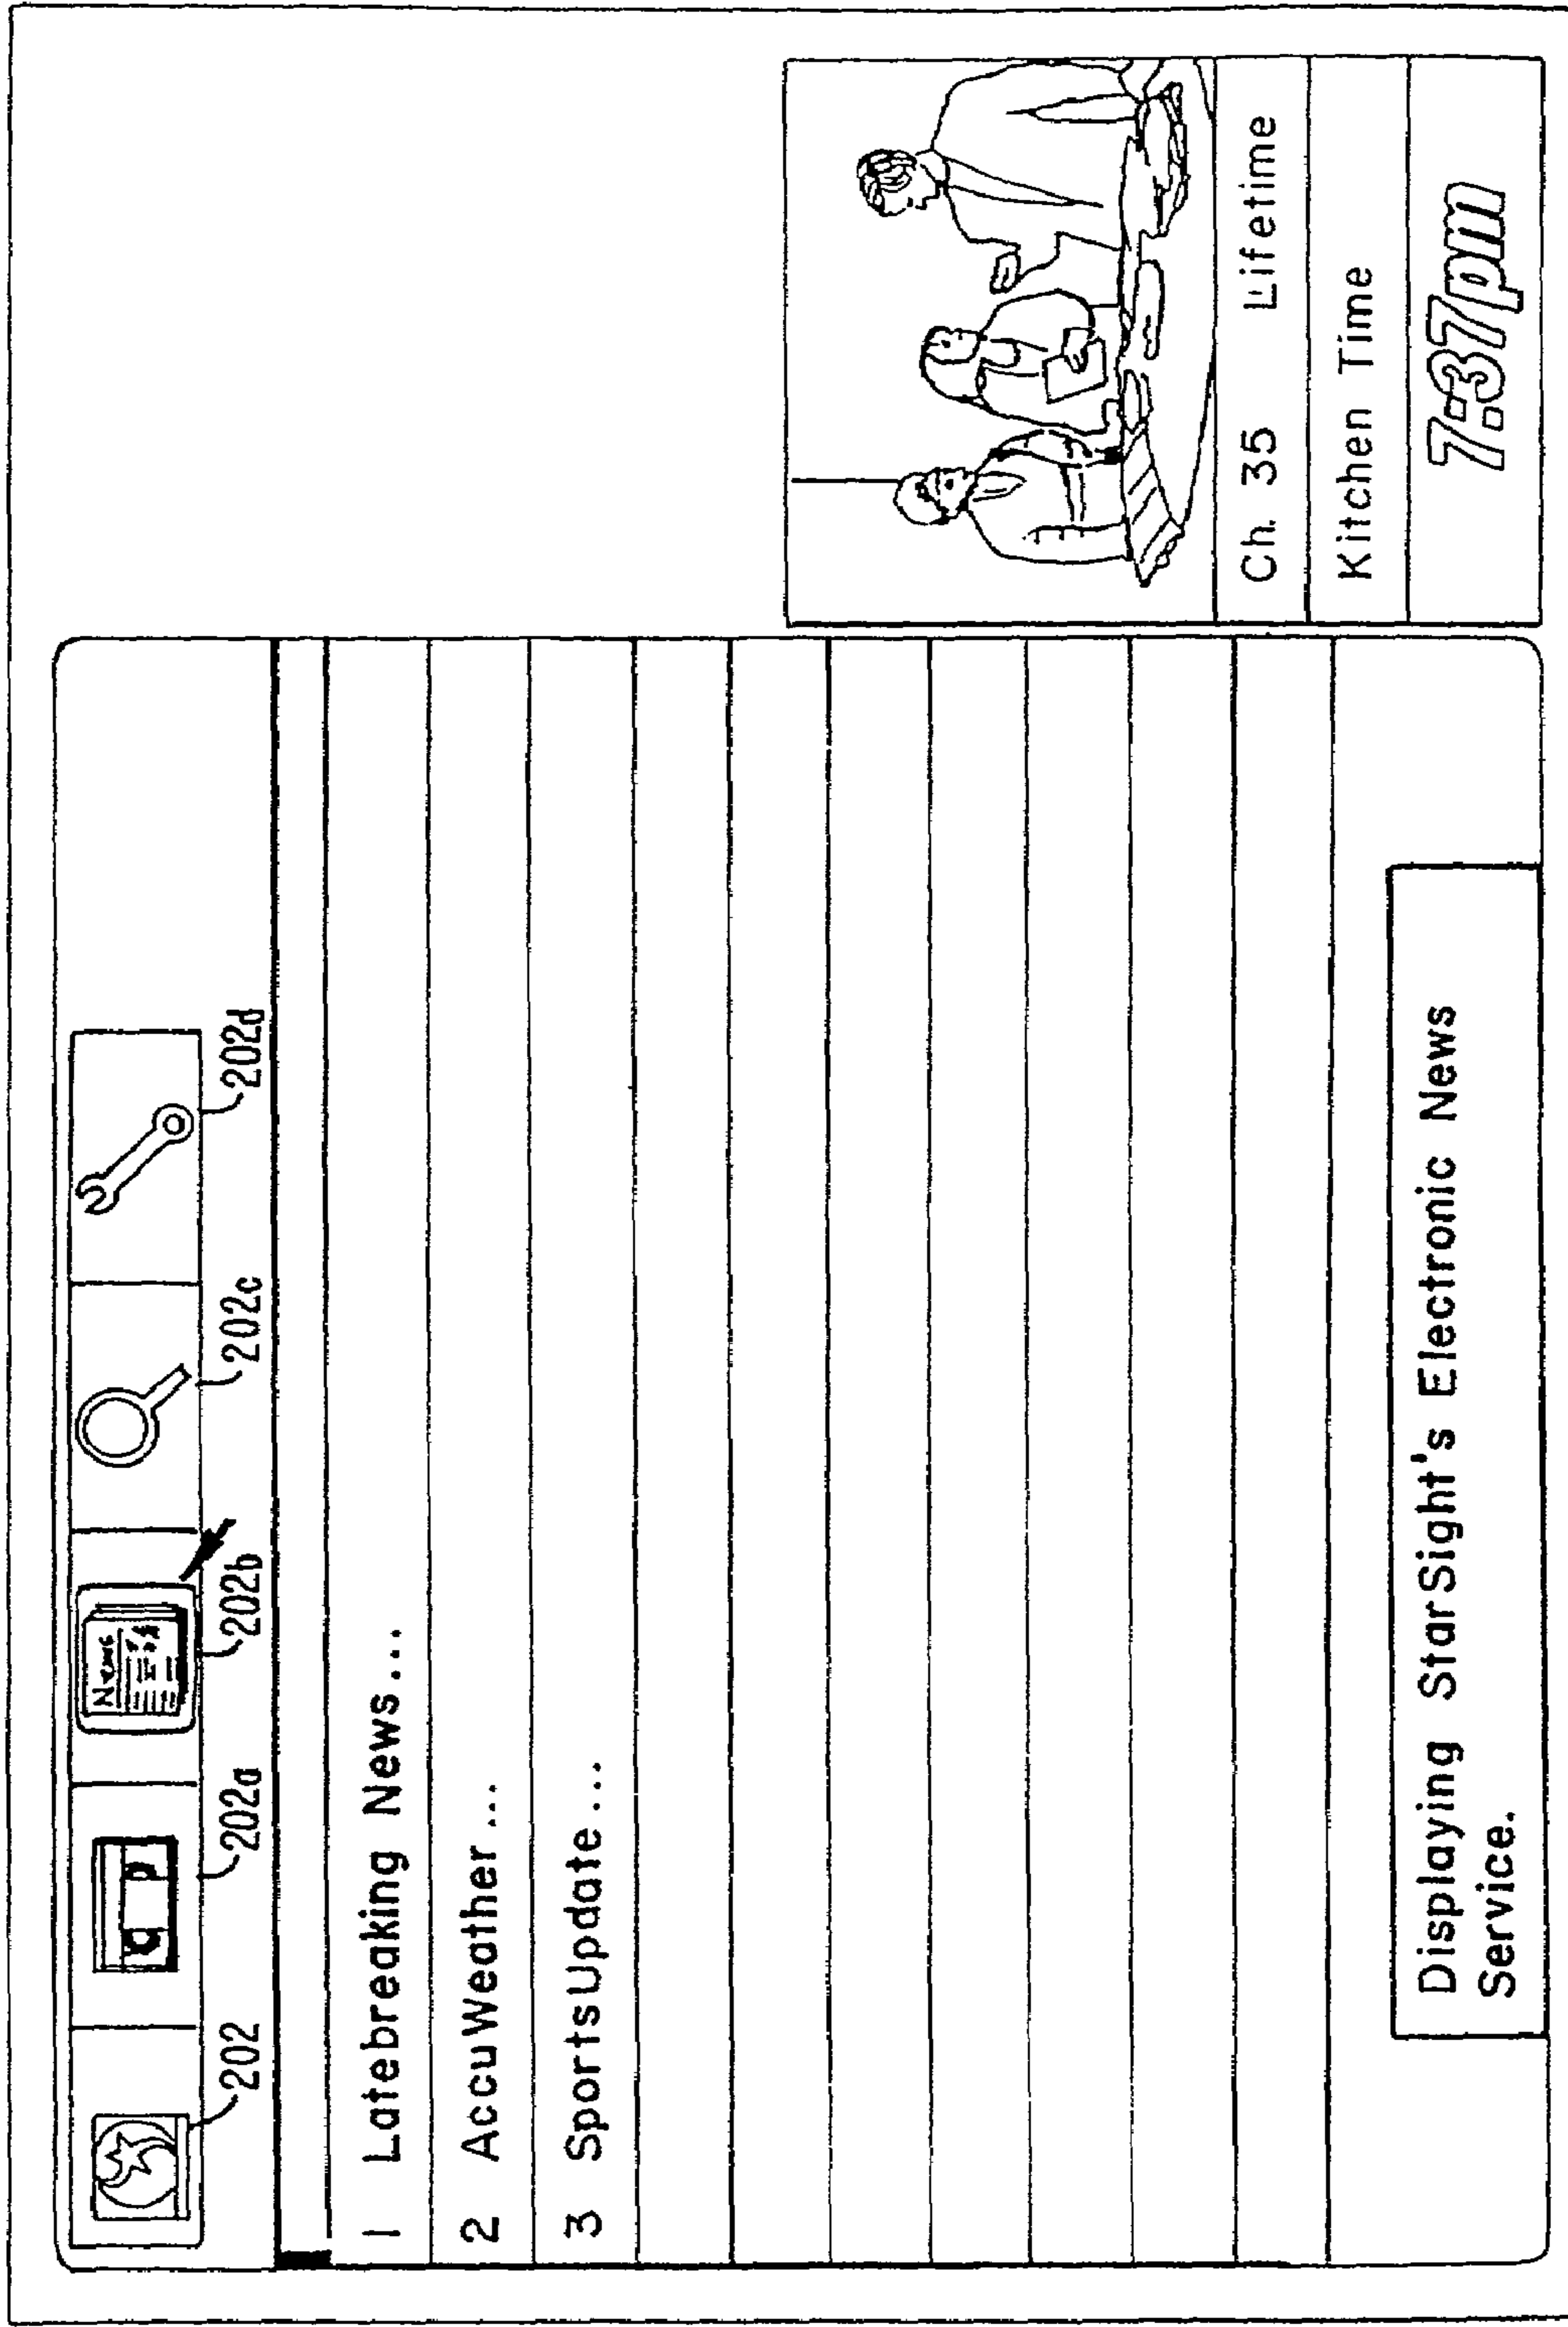 202
202a
News
202b
202c
202d
1 Latebreaking News...
2 AccuWeather...
3 SportsUpdate...
Displaying StarSight's Electronic News
Service.
Ch. 35 Lifetime
Kitchen Time
7:37pm